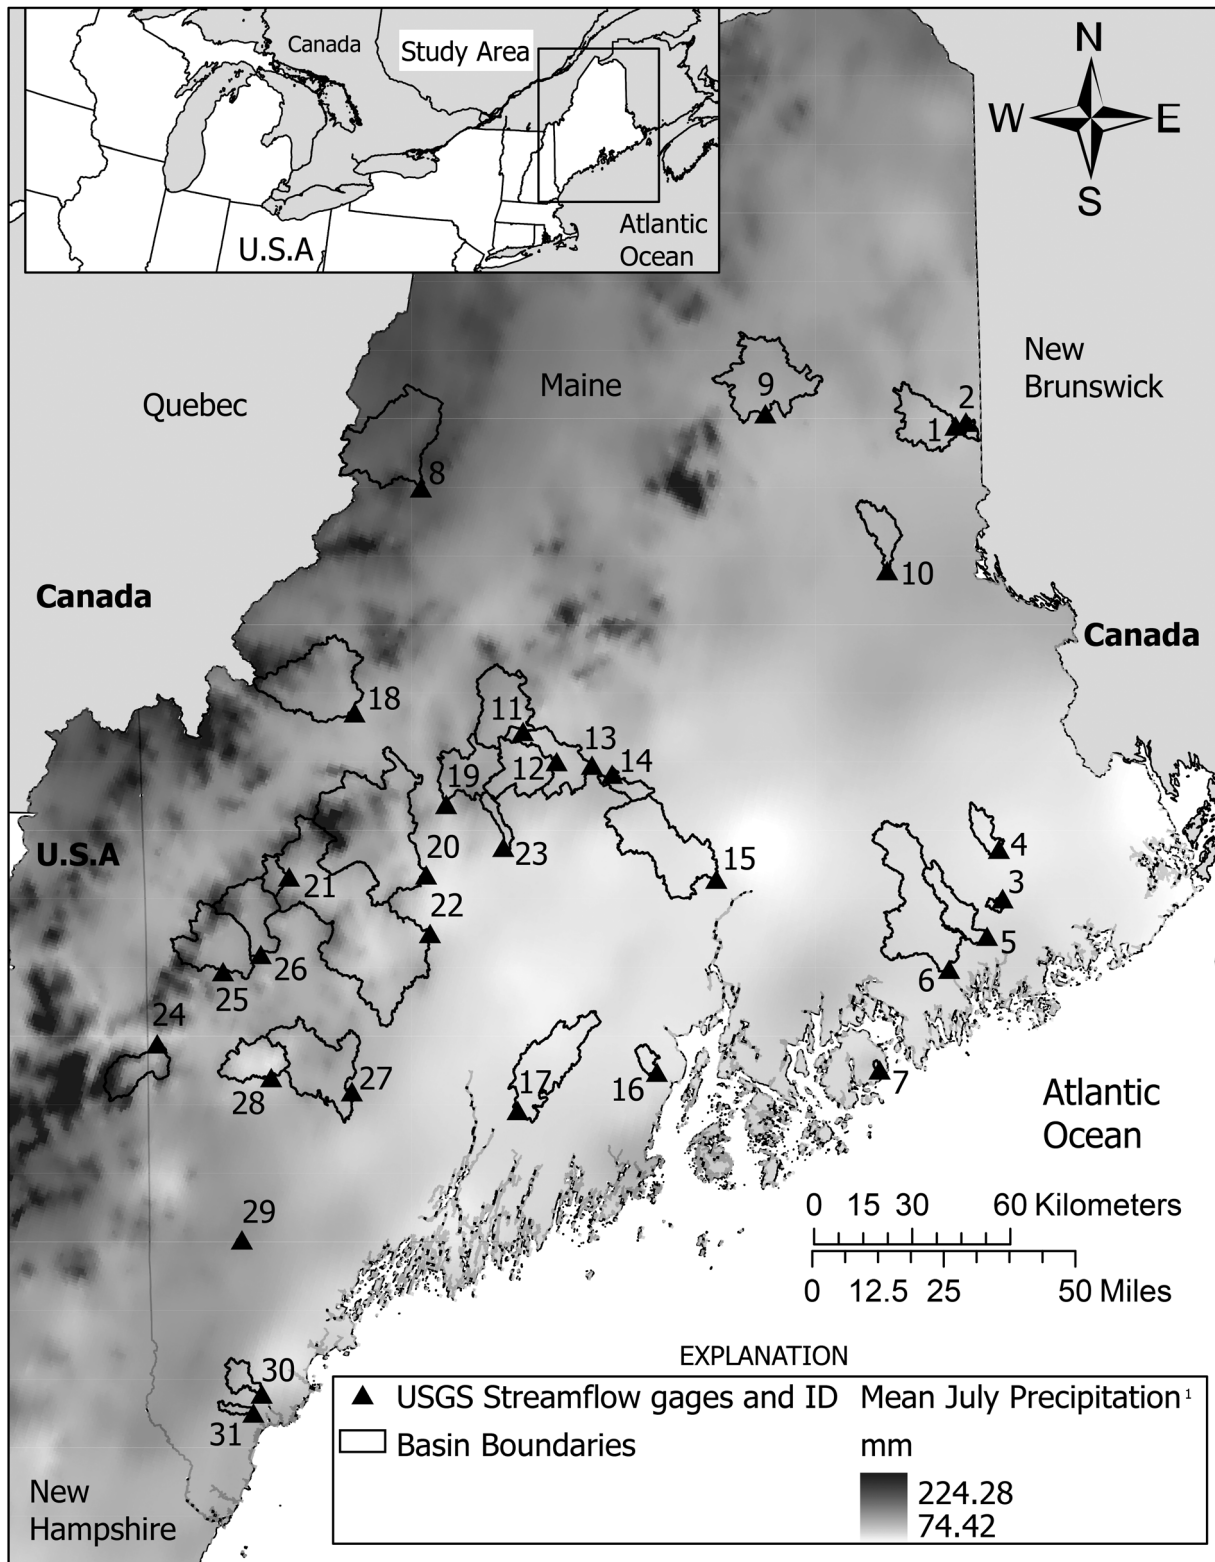 Canada
Study Area
U.S.A
Atlantic
Ocean
N
W
E
S
Quebec
Maine
New
Brunswick
9
2
1
8
10
Canada
Canada
18
11
13
12
14
19
U.S.A
20
23
4
21
15
3
22
5
26
6
25
24
27
28
17
16
7
Atlantic
Ocean
29
0 15 30 60 Kilometers
0 12.5 25 50 Miles
30
31
EXPLANATION
USGS Streamflow gages and ID
Mean July Precipitation¹
Basin Boundaries
mm
224.28
74.42
New
Hampshire